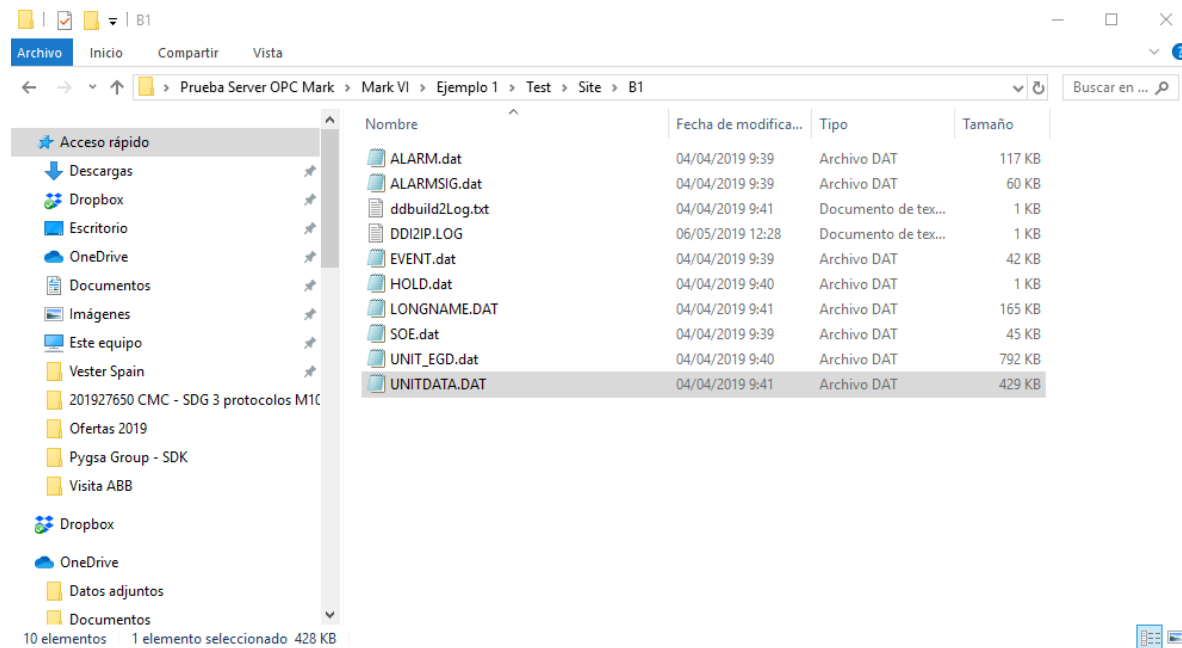 B1
Archivo Inicio Compartir Vista
Prueba Server OPC Mark > Mark VI > Ejemplo 1 > Test > Site > B1 Buscar en ...
Nombre Fecha de modifica... Tipo Tamaño
Acceso rápido
Descargas
Dropbox
Escritorio
OneDrive
Documentos
Imágenes
Este equipo
Vester Spain
201927650 CMC - SDG 3 protocolos M10
Ofertas 2019
Pygsa Group - SDK
Visita ABB
Dropbox
OneDrive
Datos adjuntos
Documentos
ALARM.dat 04/04/2019 9:39 Archivo DAT 117 KB
ALARMSIG.dat 04/04/2019 9:39 Archivo DAT 60 KB
ddbuild2Log.txt 04/04/2019 9:41 Documento de tex... 1 KB
DDI2IP.LOG 06/05/2019 12:28 Documento de tex... 1 KB
EVENT.dat 04/04/2019 9:39 Archivo DAT 42 KB
HOLD.dat 04/04/2019 9:40 Archivo DAT 1 KB
LONGNAME.DAT 04/04/2019 9:41 Archivo DAT 165 KB
SOE.dat 04/04/2019 9:39 Archivo DAT 45 KB
UNIT_EGD.dat 04/04/2019 9:40 Archivo DAT 792 KB
UNITDATA.DAT 04/04/2019 9:41 Archivo DAT 429 KB
10 elementos 1 elemento seleccionado 428 KB